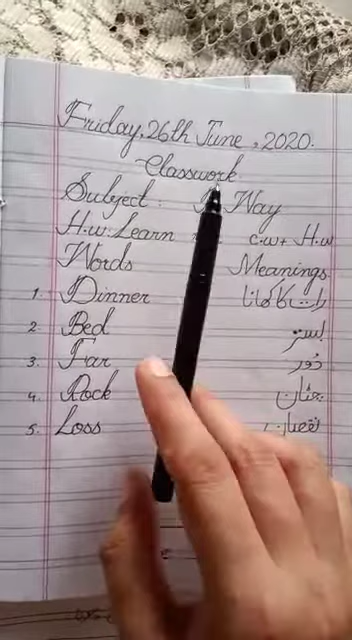 Friday, 26th June, 2020.
Classwork
Subject: Way
H.w: Learn c.w+ H.w
Words Meanings
1. Dinner رات کا کھانا
2. Bed بستر
3. Far دُور
4. Rock چٹان
5. Loss نقصان